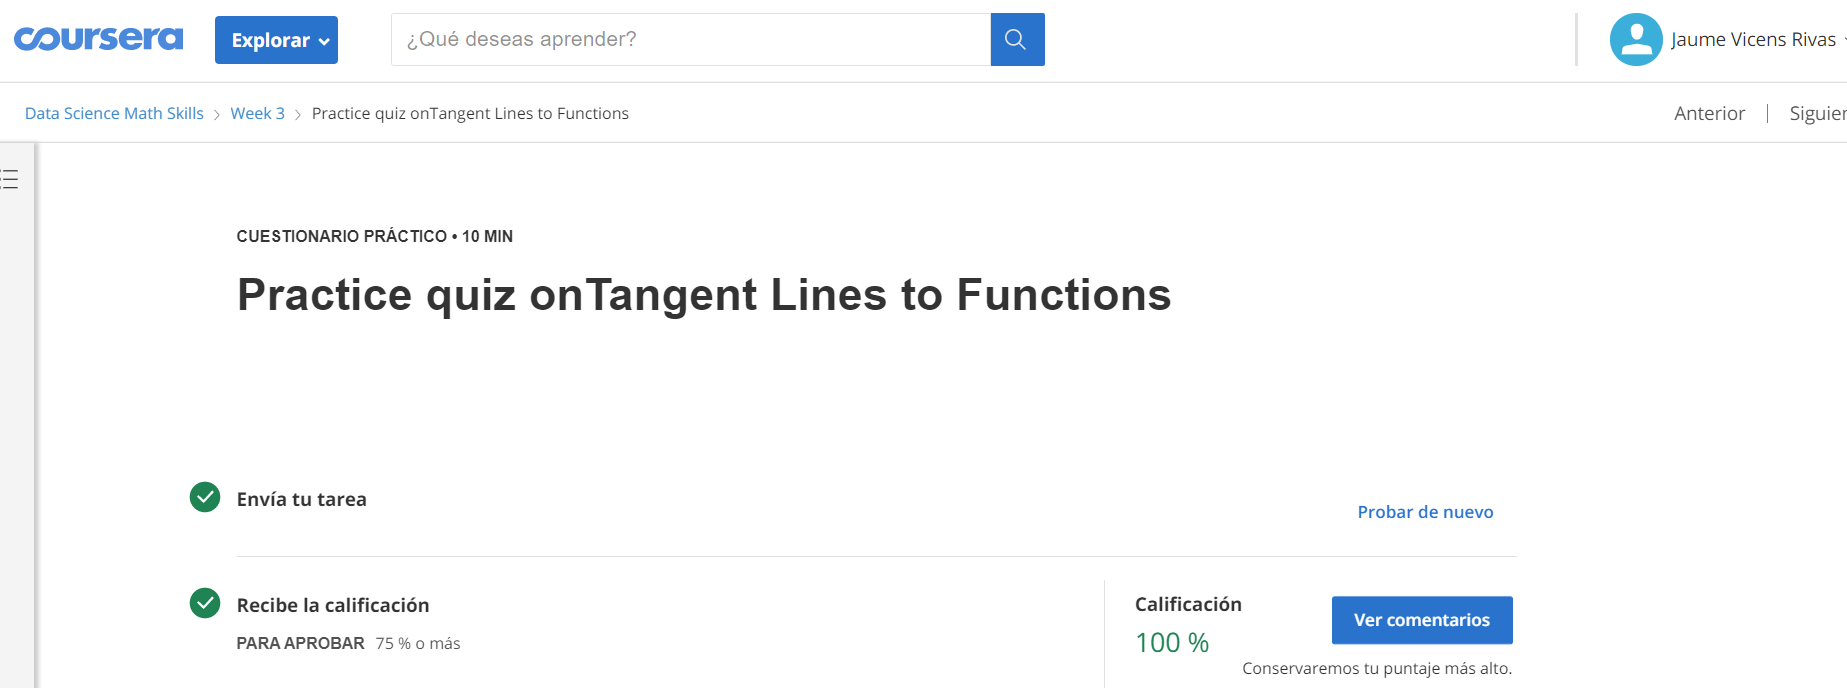 coursera Explorar ¿Qué deseas aprender? Jaume Vicens Rivas
Data Science Math Skills > Week 3 > Practice quiz onTangent Lines to Functions Anterior | Siguier
CUESTIONARIO PRÁCTICO • 10 MIN
Practice quiz onTangent Lines to Functions
Envía tu tarea
Probar de nuevo
Recibe la calificación
PARA APROBAR 75 % o más
Calificación
100 %
Ver comentarios
Conservaremos tu puntaje más alto.